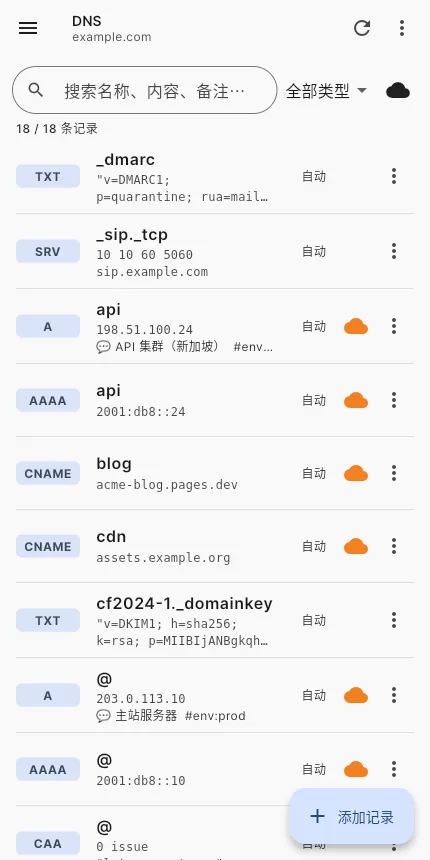 DNS
example.com
搜索名称、内容、备注…
全部类型
18 / 18 条记录
TXT
_dmarc
"v=DMARC1;
p=quarantine; rua=mail…
自动
SRV
_sip._tcp
10 10 60 5060
sip.example.com
自动
A
api
198.51.100.24
💬 API 集群（新加坡） #env…
自动
AAAA
api
2001:db8::24
自动
CNAME
blog
acme-blog.pages.dev
自动
CNAME
cdn
assets.example.org
自动
TXT
cf2024-1._domainkey
"v=DKIM1; h=sha256;
k=rsa; p=MIIBIjANBgkqh…
自动
A
@
203.0.113.10
💬 主站服务器 #env:prod
自动
AAAA
@
2001:db8::10
自动
CAA
@
0 issue
添加记录